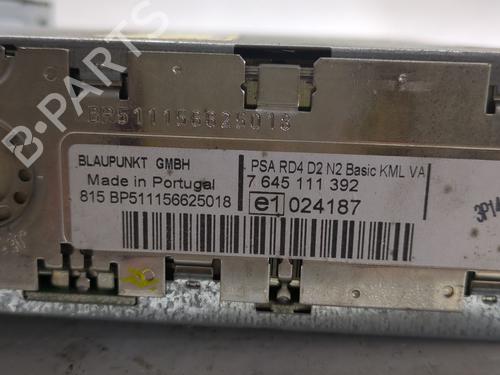 BP511156625018
BLAUPUNKT GMBH
Made in Portugal
815 BP511156625018
PSA RD4 D2 N2 Basic KML VA
7 645 111 392
e1 024187
B-PARTS